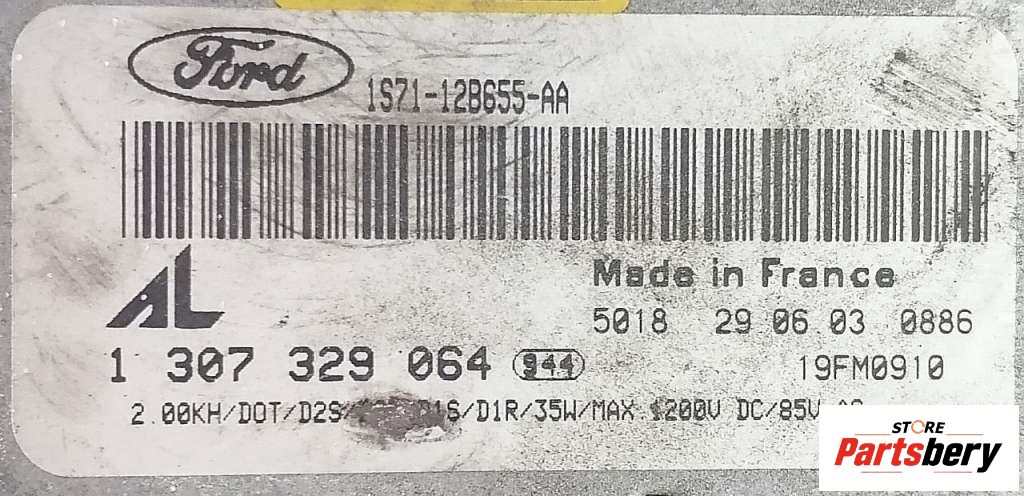 Ford
1S71-12B655-AA
AL
Made in France
5018 29 06 03 0886
1 307 329 064 944
19FM0910
2.00KH/DOT/D2S/ D1S/D1R/35W/MAX 1200V DC/85V
STORE
Partsbery